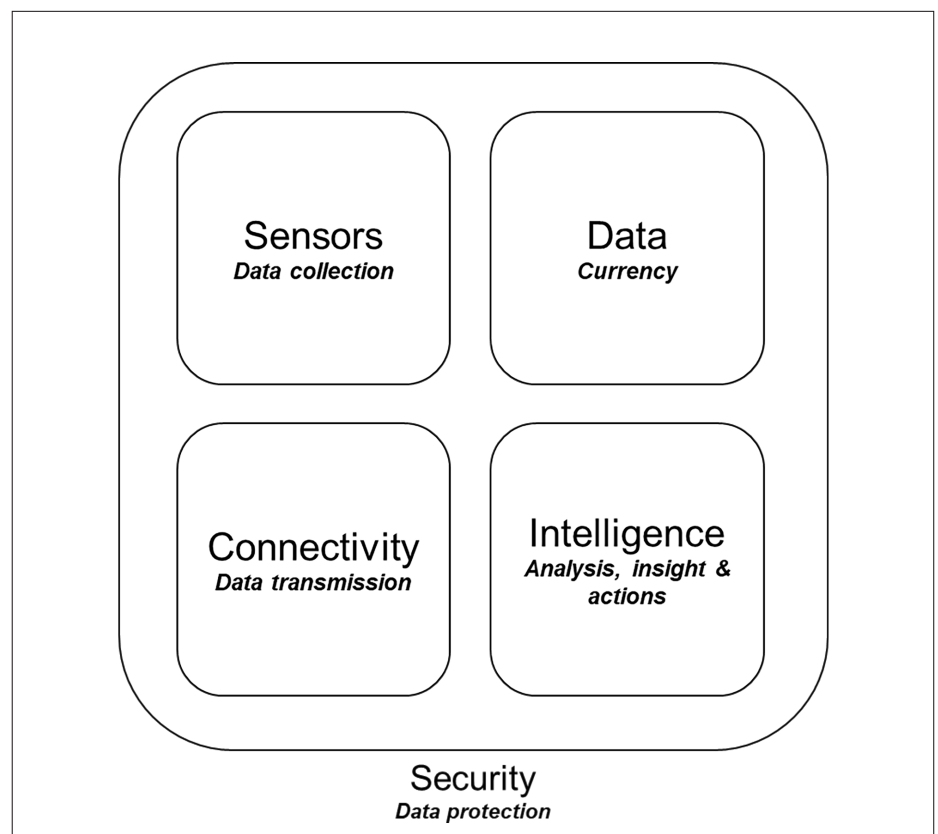 Sensors
Data collection
Data
Currency
Connectivity
Data transmission
Intelligence
Analysis, insight &
actions
Security
Data protection